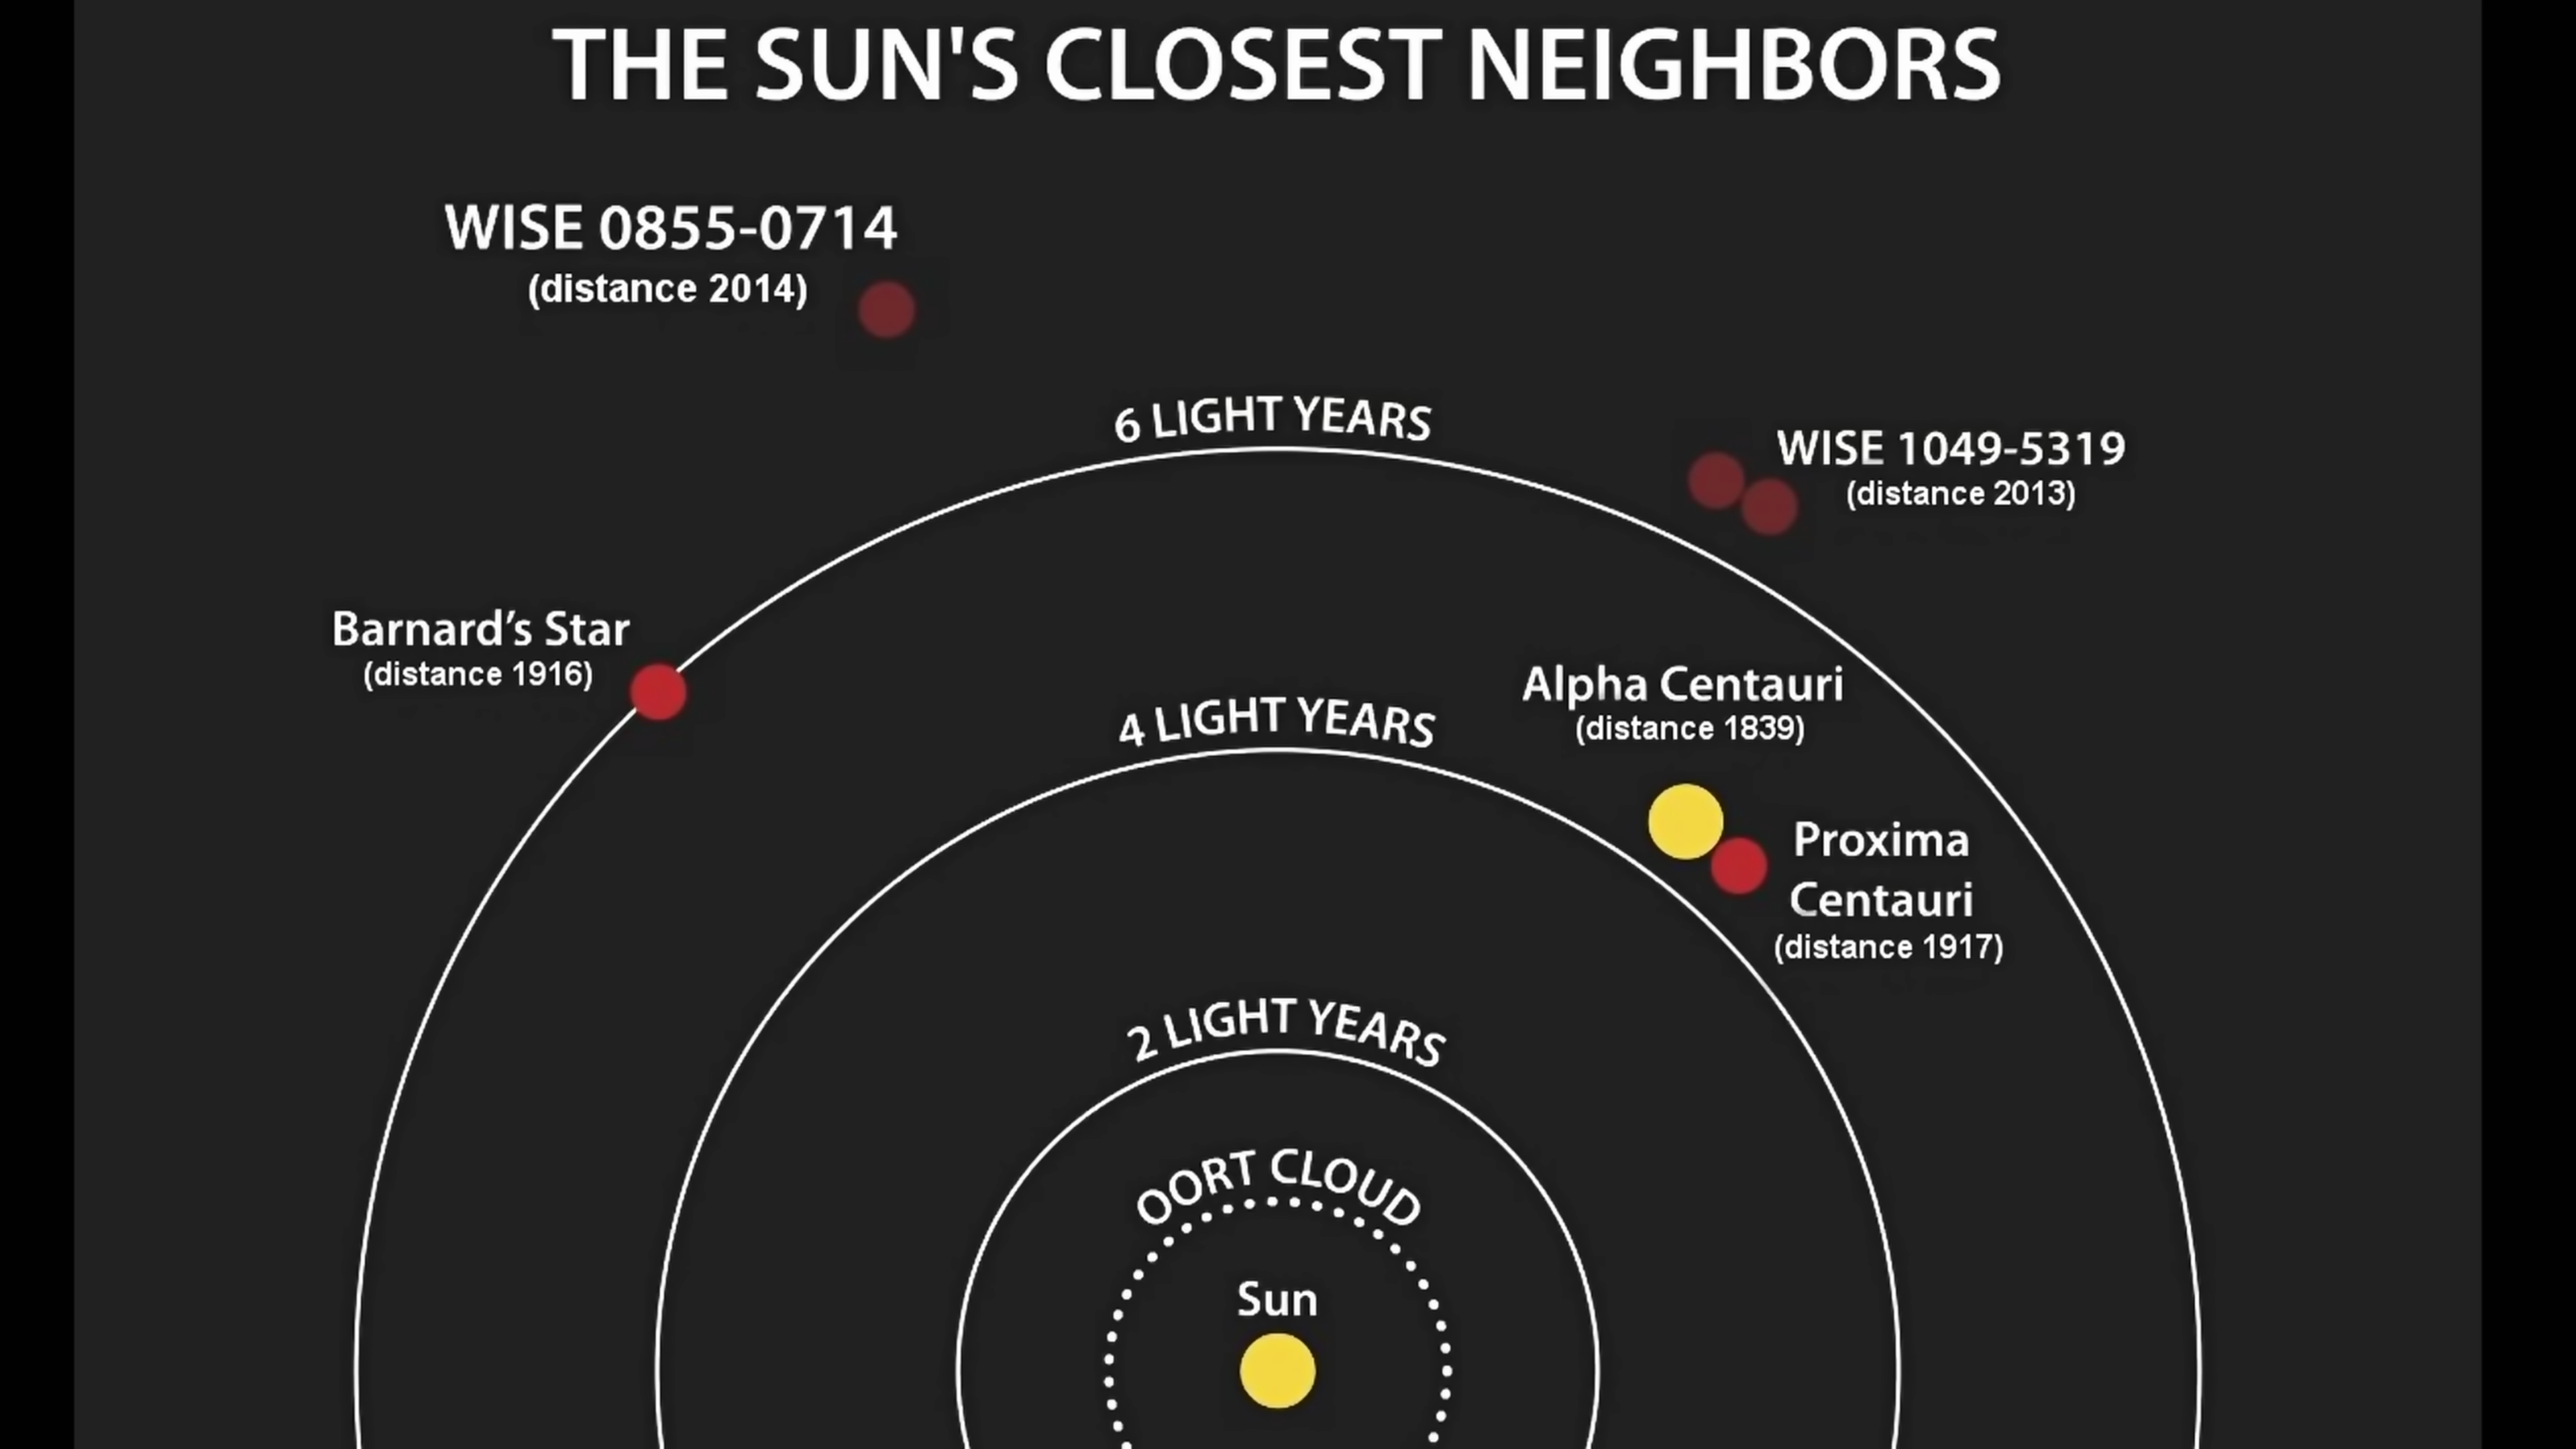 THE SUN'S CLOSEST NEIGHBORS
WISE 0855-0714
(distance 2014)
6 LIGHT YEARS
WISE 1049-5319
(distance 2013)
Barnard’s Star
(distance 1916)
Alpha Centauri
(distance 1839)
4 LIGHT YEARS
Proxima
Centauri
(distance 1917)
2 LIGHT YEARS
OORT CLOUD
Sun